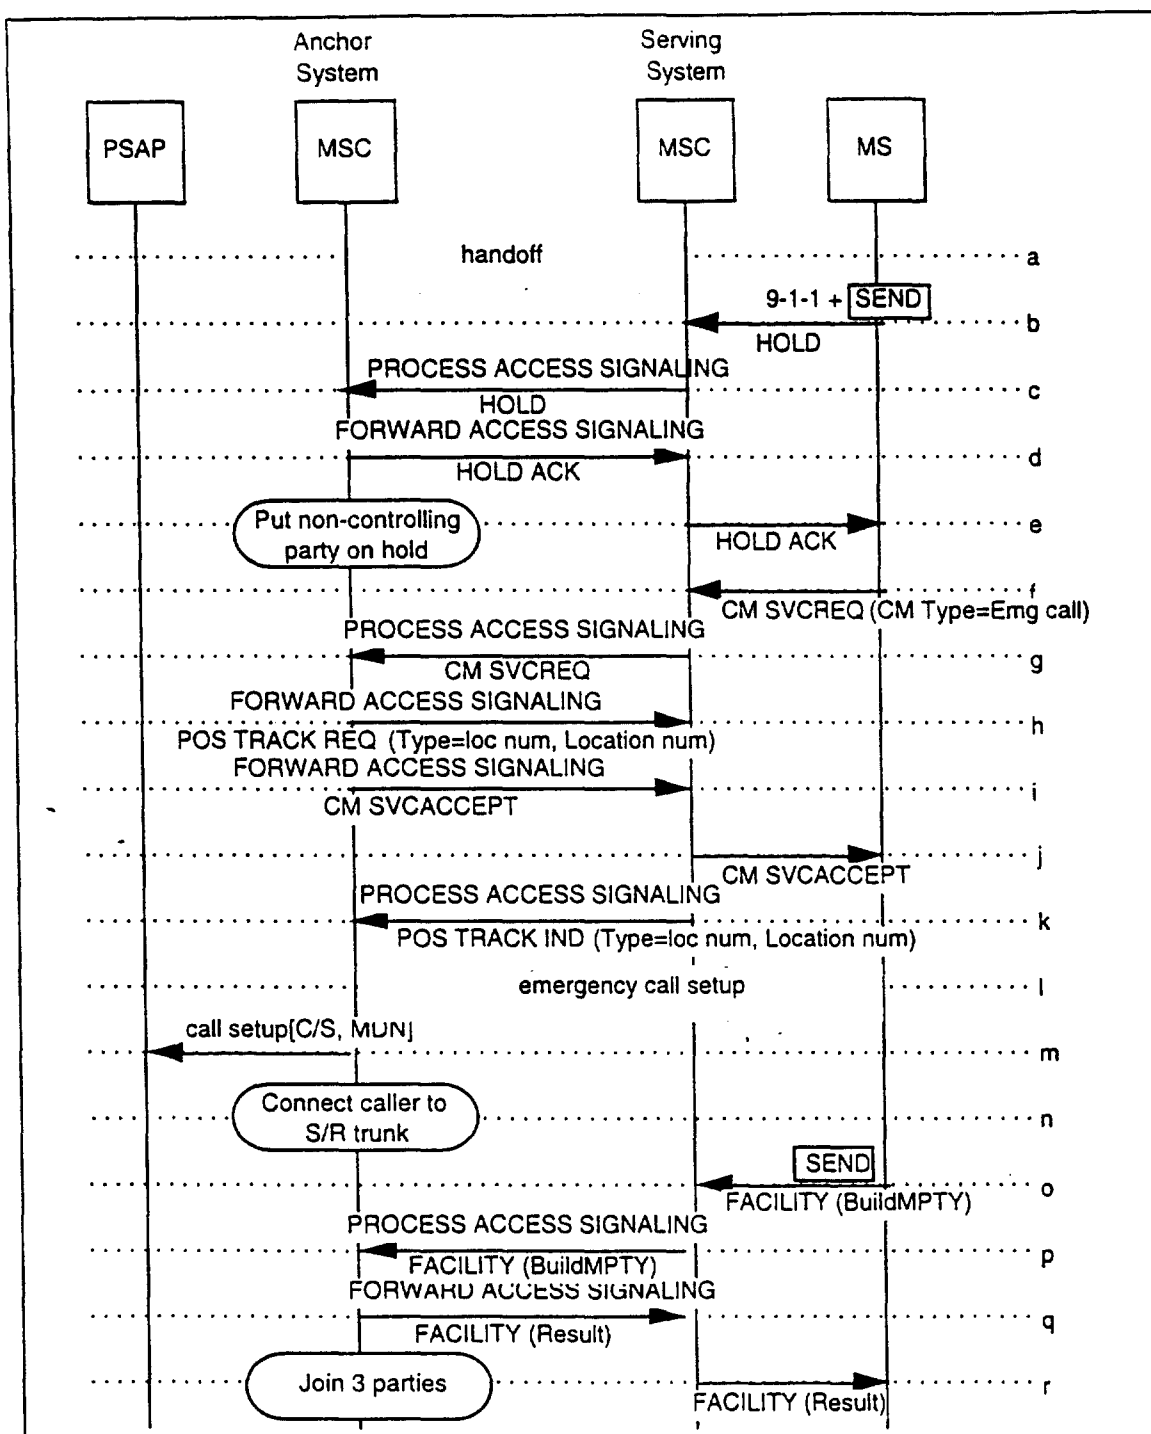 Anchor
System
Serving
System
PSAP
MSC
MSC
MS
handoff
a
9-1-1 + SEND
b
HOLD
PROCESS ACCESS SIGNALING
c
HOLD
FORWARD ACCESS SIGNALING
d
HOLD ACK
Put non-controlling
party on hold
e
HOLD ACK
f
CM SVCREQ (CM Type=Emg call)
PROCESS ACCESS SIGNALING
g
CM SVCREQ
FORWARD ACCESS SIGNALING
h
POS TRACK REQ (Type=loc num, Location num)
FORWARD ACCESS SIGNALING
i
CM SVCACCEPT
j
CM SVCACCEPT
PROCESS ACCESS SIGNALING
k
POS TRACK IND (Type=loc num, Location num)
emergency call setup
l
call setup[C/S, MDN]
m
Connect caller to
S/R trunk
n
SEND
o
FACILITY (BuildMPTY)
PROCESS ACCESS SIGNALING
p
FACILITY (BuildMPTY)
FORWARD ACCESS SIGNALING
q
FACILITY (Result)
Join 3 parties
r
FACILITY (Result)